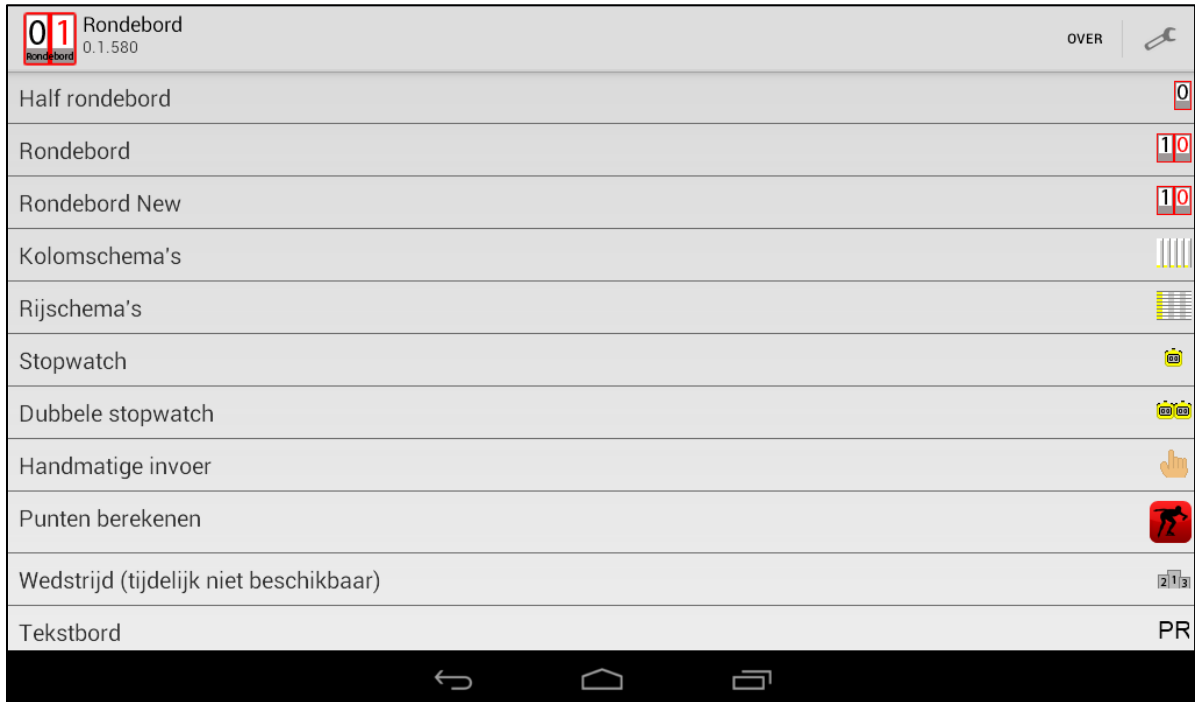 01
Rondebord
Rondebord
0.1.580
OVER
Half rondebord
0
Rondebord
10
Rondebord New
10
Kolomschema's
Rijschema's
Stopwatch
Dubbele stopwatch
Handmatige invoer
Punten berekenen
Wedstrijd (tijdelijk niet beschikbaar)
213
Tekstbord
PR